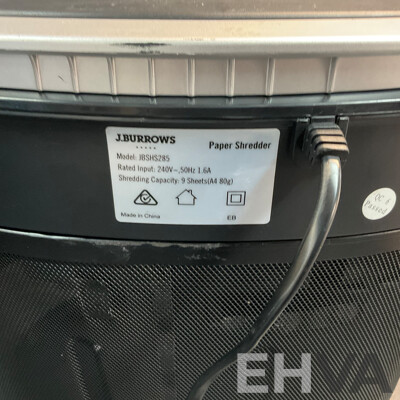 J.BURROWS
Paper Shredder
Model: JBSHS285
Rated Input: 240V~,50Hz 1.6A
Shredding Capacity: 9 Sheets(A4 80g)
Made in China
EB
Passed
EHVA